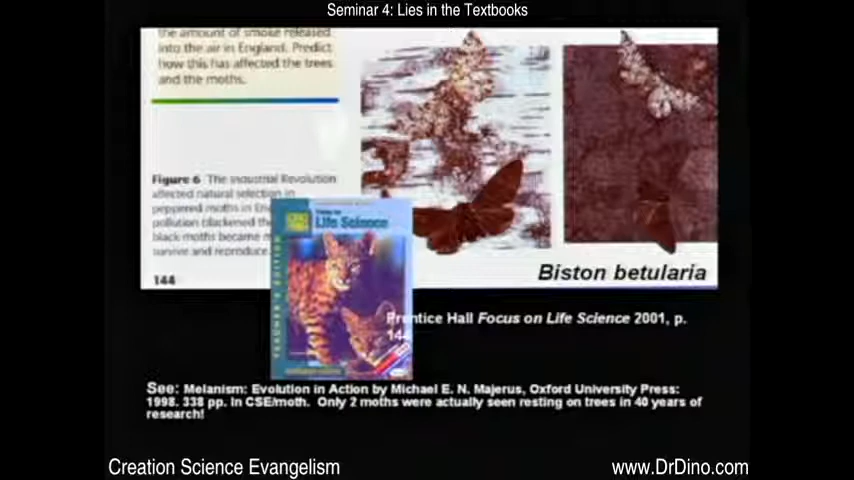 Seminar 4: Lies in the Textbooks
the amount of smoke released
into the air in England. Predict
how this has affected the trees
and the moths.
Figure 6 The Industrial Revolution
affected natural selection in
peppered moths in
pollution blackened
black moths became
survive and reproduce.
144
Life Science
TEACHER'S EDITION
Biston betularia
Prentice Hall Focus on Life Science 2001, p.
144
See: Melanism: Evolution in Action by Michael E. N. Majerus, Oxford University Press:
1998. 338 pp. In CSE/moth. Only 2 moths were actually seen resting on trees in 40 years of
research!
Creation Science Evangelism
www.DrDino.com